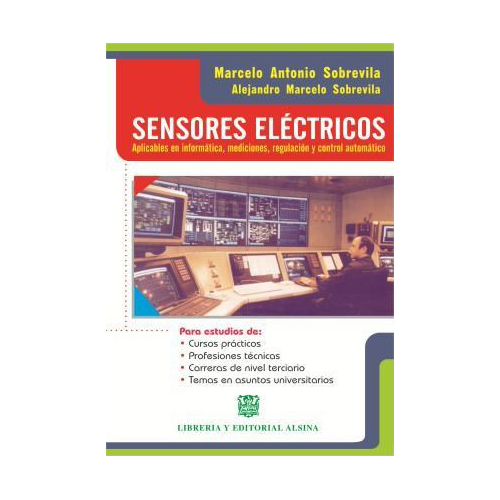 Marcelo Antonio Sobrevila
Alejandro Marcelo Sobrevila
SENSORES ELÉCTRICOS
Aplicables en informática, mediciones, regulación y control automático
Para estudios de:
• Cursos prácticos
• Profesiones técnicas
• Carreras de nivel terciario
• Temas en asuntos universitarios
LIBRERIA Y EDITORIAL ALSINA